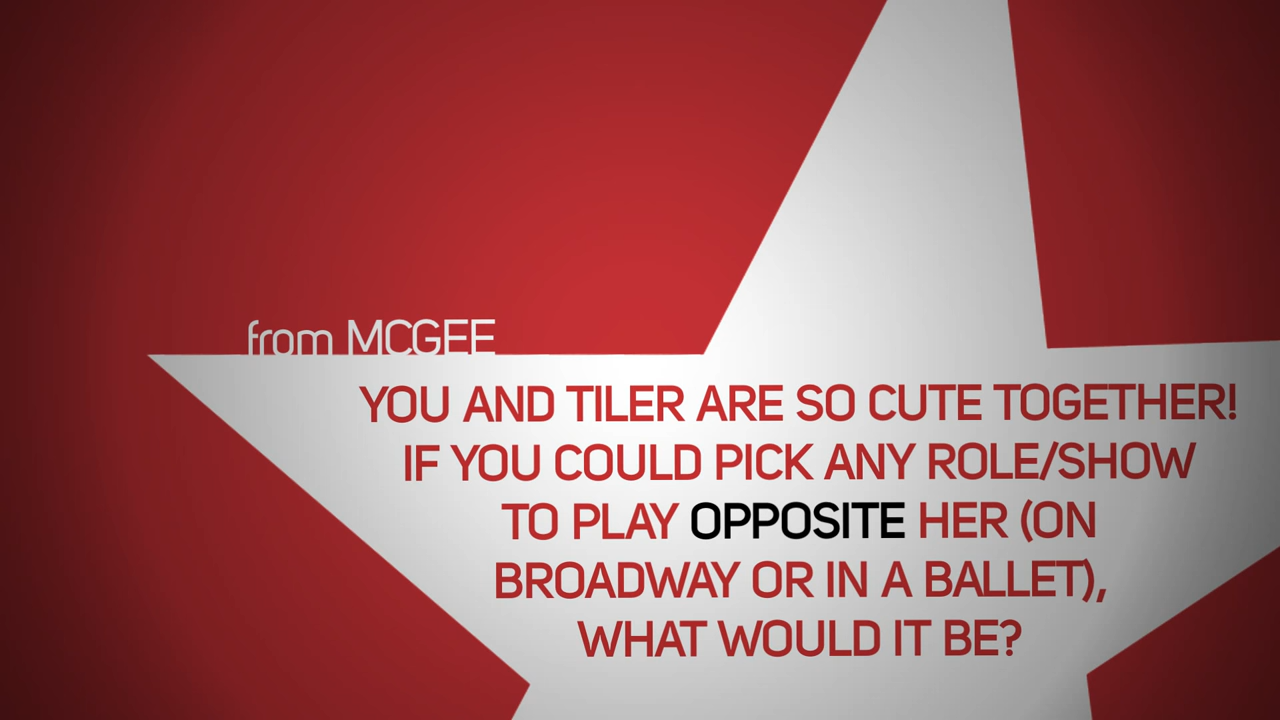 from MCGEE
YOU AND TILER ARE SO CUTE TOGETHER!
IF YOU COULD PICK ANY ROLE/SHOW
TO PLAY OPPOSITE HER (ON
BROADWAY OR IN A BALLET),
WHAT WOULD IT BE?